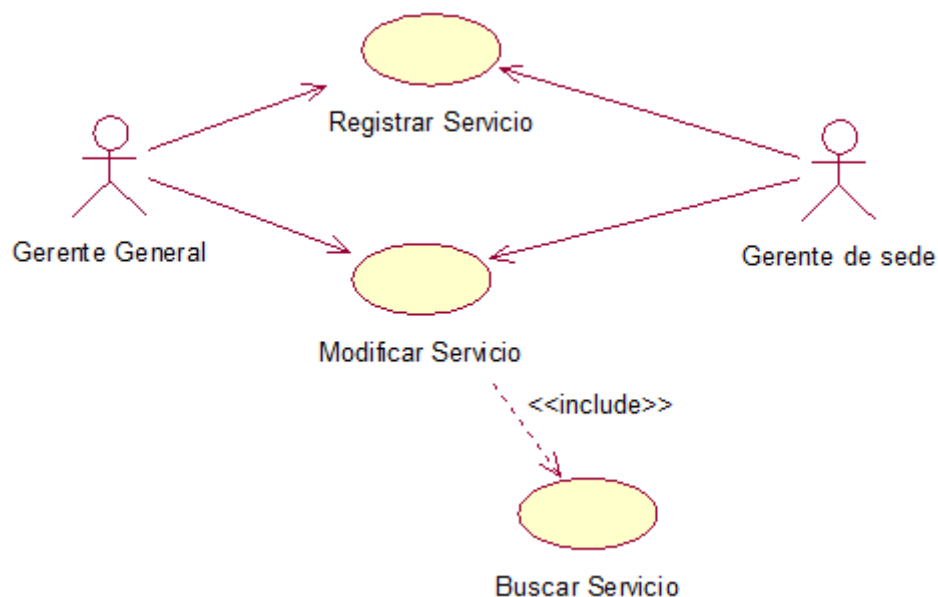 Registrar Servicio
Gerente General
Gerente de sede
Modificar Servicio
<<include>>
Buscar Servicio